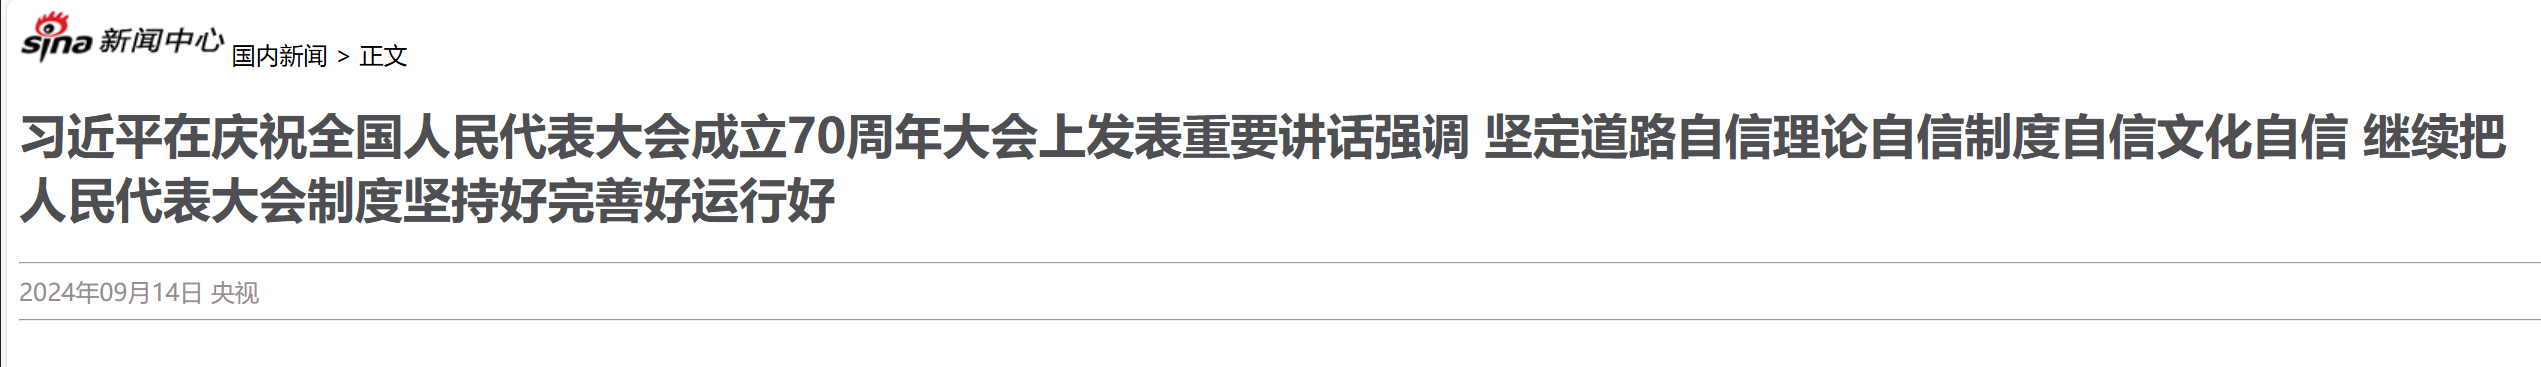 sina 新闻中心 国内新闻 > 正文
习近平在庆祝全国人民代表大会成立70周年大会上发表重要讲话强调 坚定道路自信理论自信制度自信文化自信 继续把
人民代表大会制度坚持好完善好运行好
2024年09月14日 央视